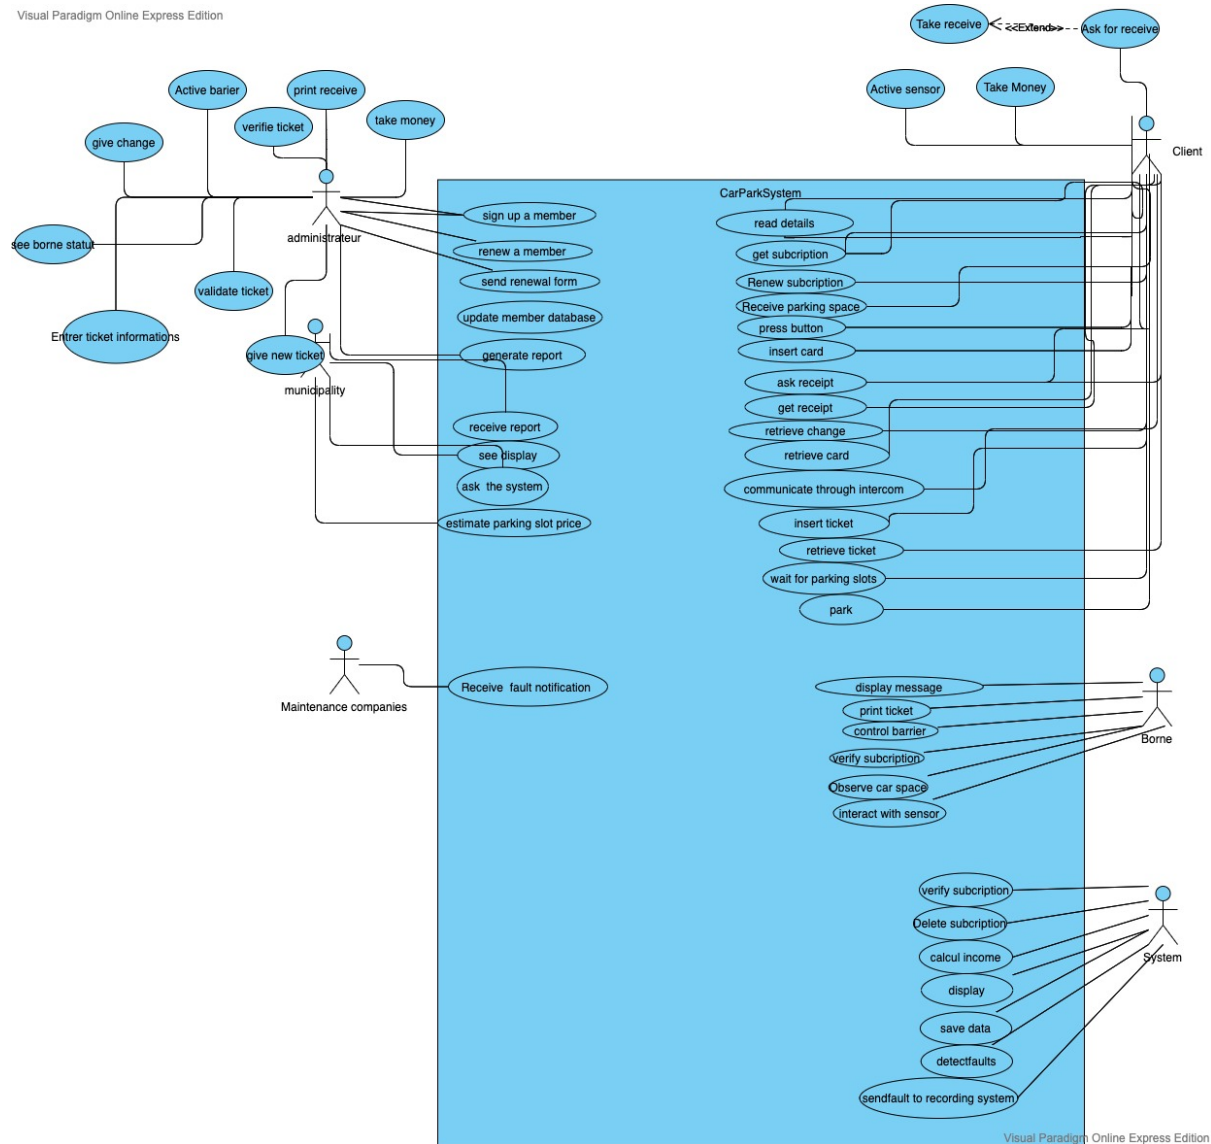 Visual Paradigm Online Express Edition
Take receive
<<Extend>>
Ask for receive
Active barier
print receive
Active sensor
Take Money
verifie ticket
take money
give change
Client
CarParkSystem
sign up a member
read details
administrateur
see borne statut
renew a member
get subcription
send renewal form
Renew subcription
validate ticket
Receive parking space
update member database
press button
Entrer ticket informations
give new ticket
generate report
insert card
municipality
ask receipt
get receipt
receive report
retrieve change
see display
retrieve card
ask the system
communicate through intercom
estimate parking slot price
insert ticket
retrieve ticket
wait for parking slots
park
Maintenance companies
Receive fault notification
display message
print ticket
control barrier
Borne
verify subcription
Observe car space
interact with sensor
verify subcription
Delete subcription
calcul income
System
display
save data
detectfaults
sendfault to recording system
Visual Paradigm Online Express Edition